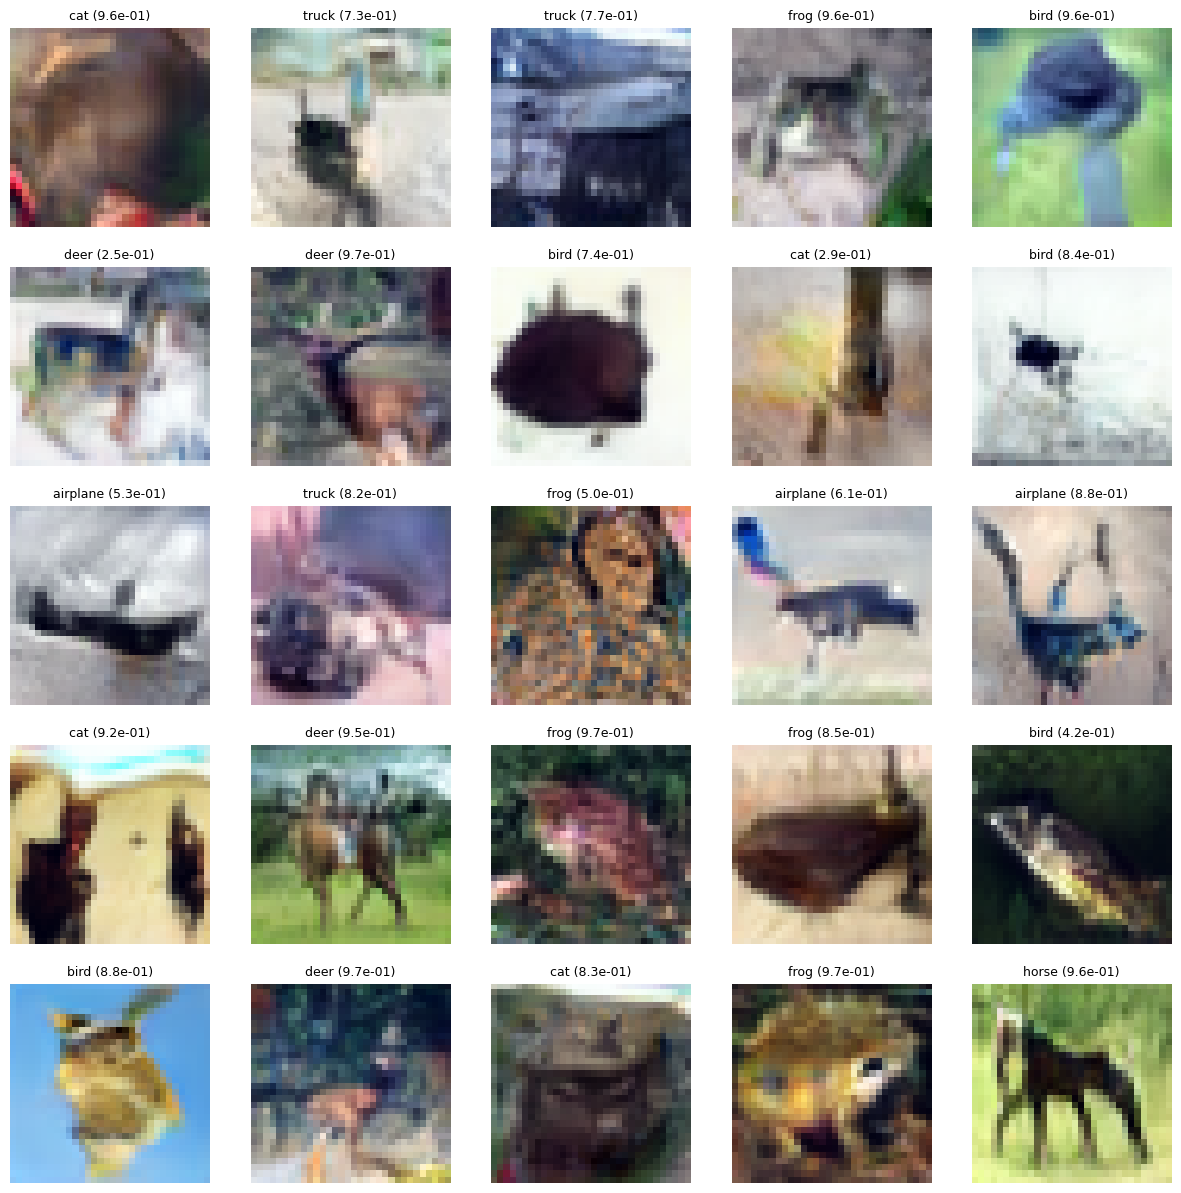 cat (9.6e-01)
truck (7.3e-01)
truck (7.7e-01)
frog (9.6e-01)
bird (9.6e-01)
deer (2.5e-01)
deer (9.7e-01)
bird (7.4e-01)
cat (2.9e-01)
bird (8.4e-01)
airplane (5.3e-01)
truck (8.2e-01)
frog (5.0e-01)
airplane (6.1e-01)
airplane (8.8e-01)
cat (9.2e-01)
deer (9.5e-01)
frog (9.7e-01)
frog (8.5e-01)
bird (4.2e-01)
bird (8.8e-01)
deer (9.7e-01)
cat (8.3e-01)
frog (9.7e-01)
horse (9.6e-01)